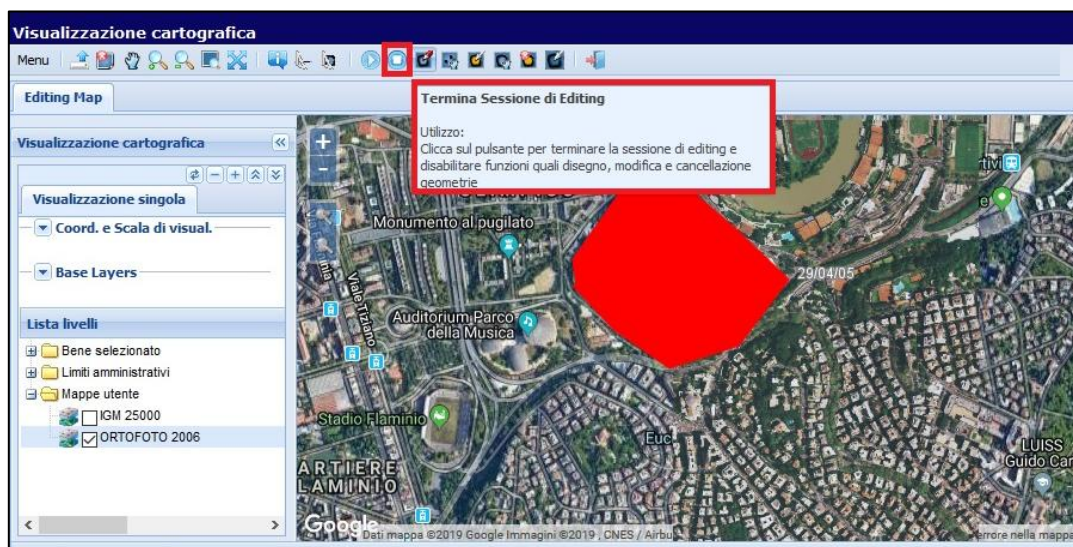 Visualizzazione cartografica
Menu
Editing Map
Termina Sessione di Editing
Utilizzo:
Clicca sul pulsante per terminare la sessione di editing e
disabilitare funzioni quali disegno, modifica e cancellazione
geometrie
Visualizzazione cartografica
Visualizzazione singola
Coord. e Scala di visual.
Base Layers
Lista livelli
Bene selezionato
Limiti amministrativi
Mappe utente
IGM 25000
ORTOFOTO 2006
Monumento al pugilato
29/04/05
Viale Tiziano
Auditorium Parco
della Musica
Stadio Flaminio
Euc
LUISS
Guido Car
ARTIERE
LAMINIO
Google
Dati mappa ©2019 Google Immagini ©2019 , CNES / Airbu
errore nella mappa